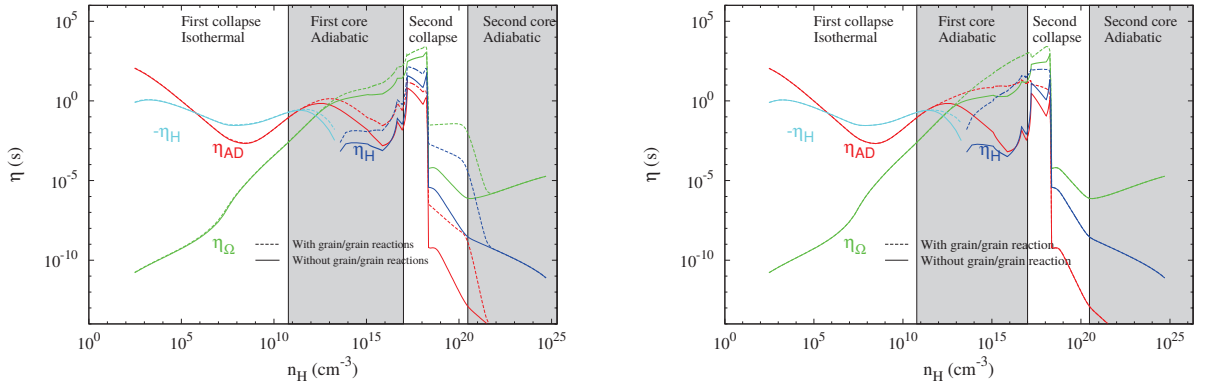 First collapse
Isothermal
First core
Adiabatic
Second
collapse
Second core
Adiabatic
10^5
10^0
10^-5
10^-10
η (s)
-η_H
η_AD
η_H
η_Ω
With grain/grain reactions
Without grain/grain reactions
10^0 10^5 10^10 10^15 10^20 10^25
n_H (cm^-3)
First collapse
Isothermal
First core
Adiabatic
Second
collapse
Second core
Adiabatic
10^5
10^0
10^-5
10^-10
η (s)
-η_H
η_AD
η_H
η_Ω
With grain/grain reaction
Without grain/grain reaction
10^0 10^5 10^10 10^15 10^20 10^25
n_H (cm^-3)